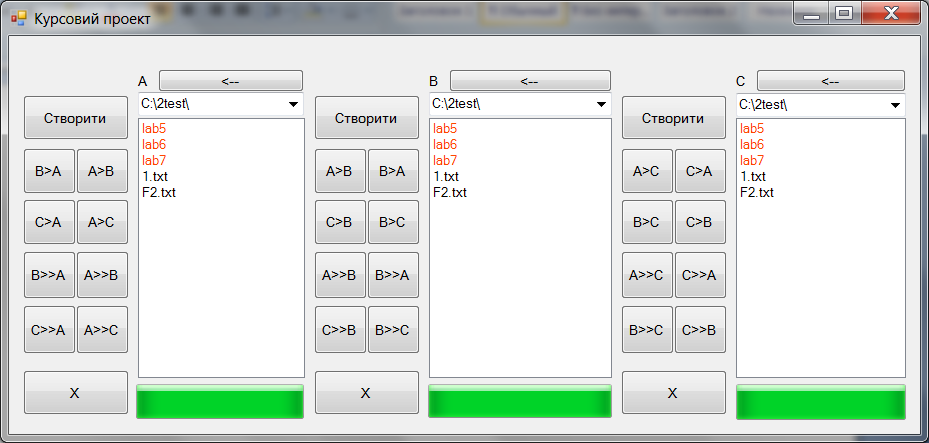 Курсовий проект
A <--
C:\2test\
Створити
lab5
lab6
lab7
1.txt
F2.txt
B>A A>B
C>A A>C
B>>A A>>B
C>>A A>>C
X
B <--
C:\2test\
Створити
lab5
lab6
lab7
1.txt
F2.txt
A>B B>A
C>B B>C
A>>B B>>A
C>>B B>>C
X
C <--
C:\2test\
Створити
lab5
lab6
lab7
1.txt
F2.txt
A>C C>A
B>C C>B
A>>C C>>A
B>>C C>>B
X